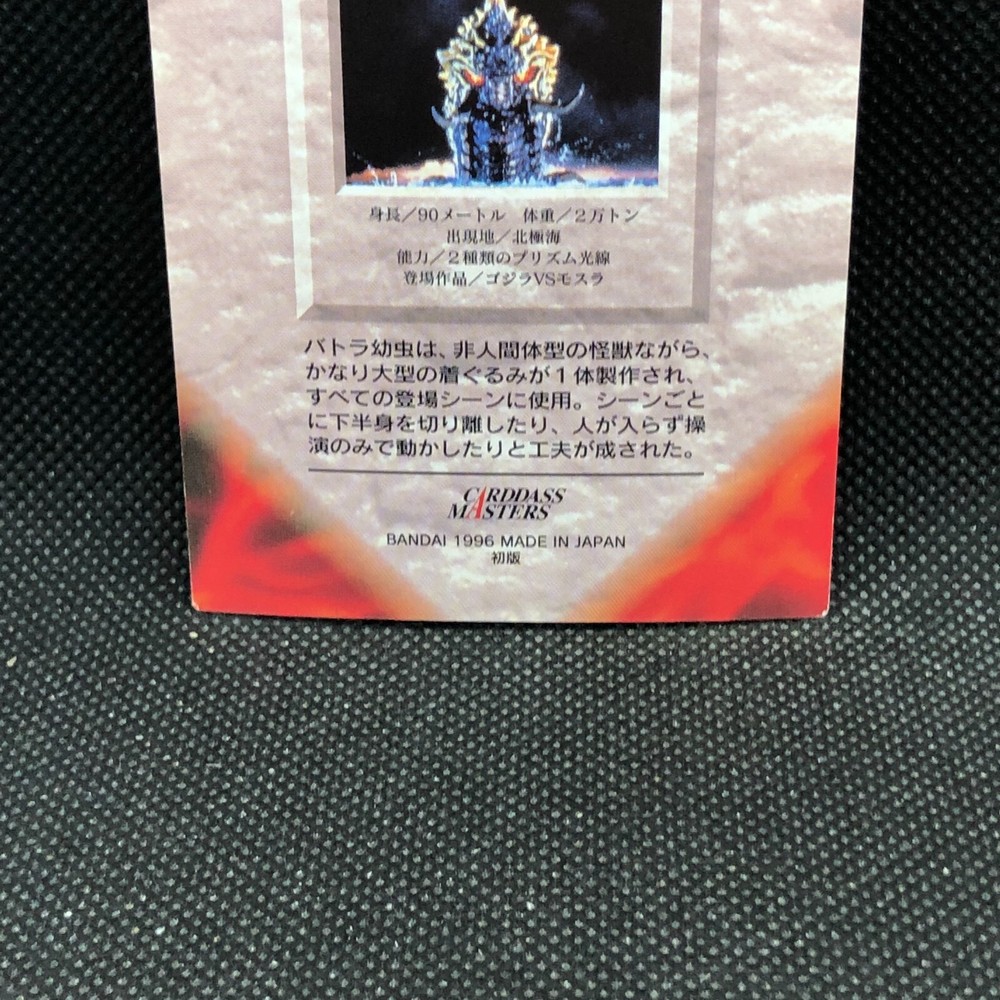 身長／90メートル　体重／2万トン
出現地／北極海
能力／2種類のプリズム光線
登場作品／ゴジラVSモスラ
バトラ幼虫は、非人間体型の怪獣ながら、
かなり大型の着ぐるみが1体製作され、
すべての登場シーンに使用。シーンごと
に下半身を切り離したり、人が入らず操
演のみで動かしたりと工夫が成された。
CARDDASS
MASTERS
BANDAI 1996 MADE IN JAPAN
初版